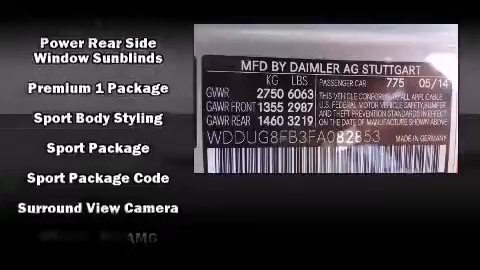 Power Rear Side
Window Sunblinds
Premium 1 Package
Sport Body Styling
Sport Package
Sport Package Code
Surround View Camera
AMG
MFD BY DAIMLER AG STUTTGART
KG LBS
GVWR 2750 6063
GAWR FRONT 1355 2987
GAWR REAR 1460 3219
PASSENGER CAR 775 05/14
THIS VEHICLE CONFORMS TO ALL APPLICABLE
U.S. FEDERAL MOTOR VEHICLE SAFETY, BUMPER
AND THEFT PREVENTION STANDARDS IN EFFECT
ON THE DATE OF MANUFACTURE SHOWN ABOVE
WDDUG8FB3FA082853
MADE IN GERMANY